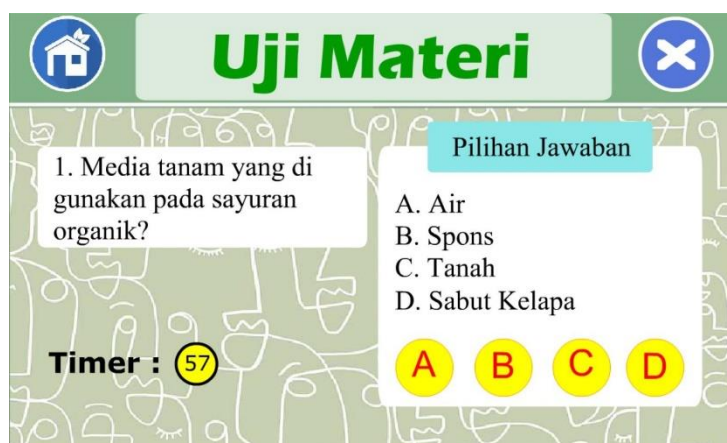 Uji Materi
1. Media tanam yang di
gunakan pada sayuran
organik?
Timer : 57
Pilihan Jawaban
A. Air
B. Spons
C. Tanah
D. Sabut Kelapa
A B C D